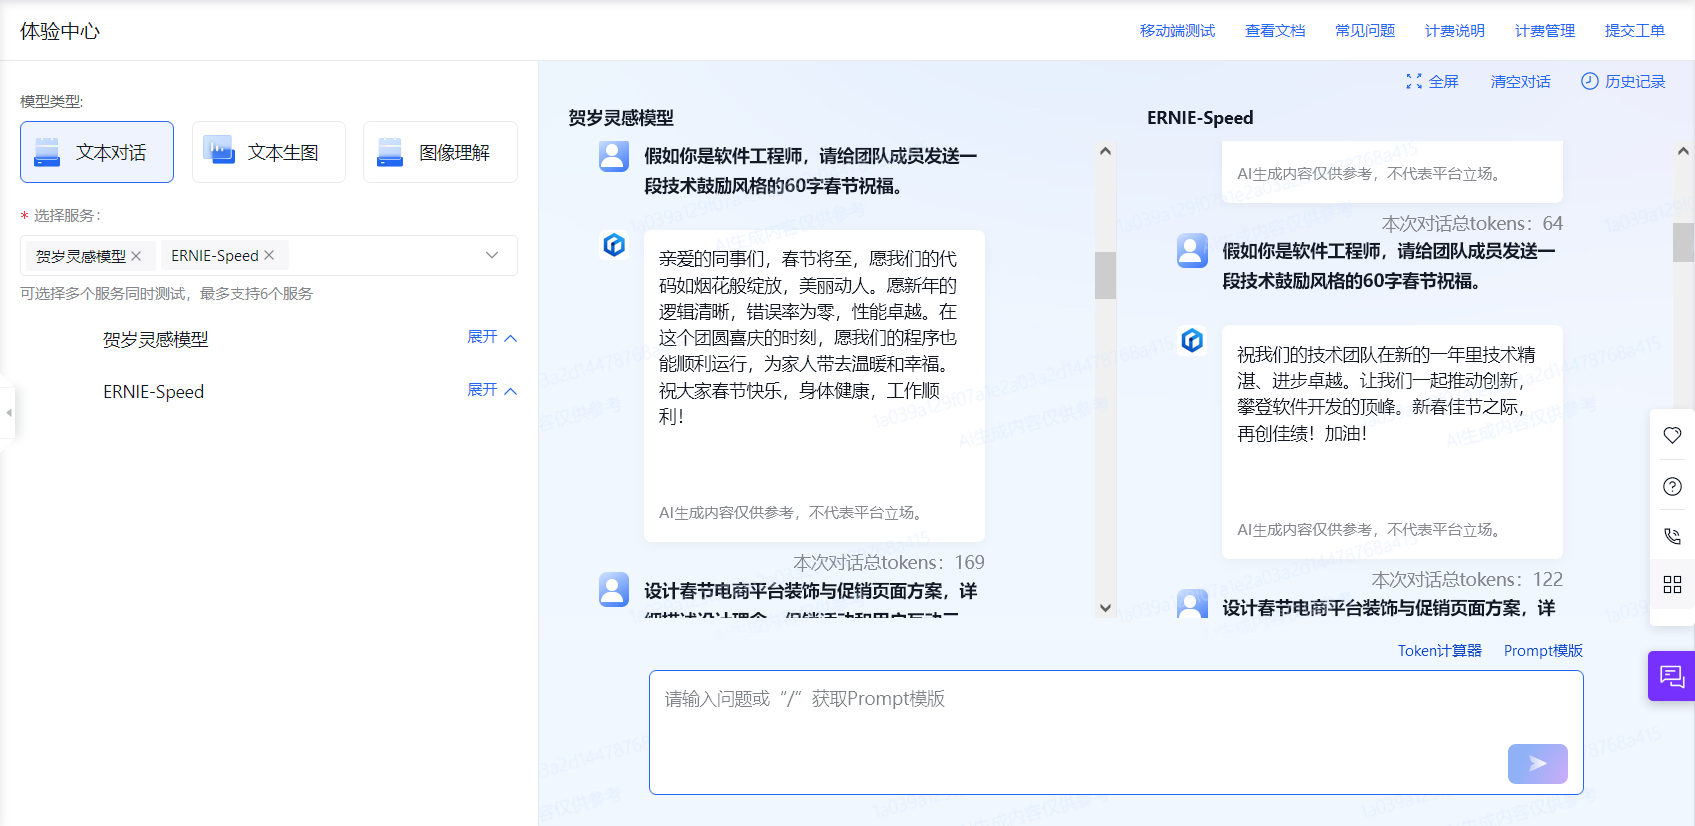 体验中心
移动端测试
查看文档
常见问题
计费说明
计费管理
提交工单
模型类型:
文本对话
文本生图
图像理解
* 选择服务:
贺岁灵感模型 ×
ERNIE-Speed ×
可选择多个服务同时测试，最多支持6个服务
贺岁灵感模型
展开
ERNIE-Speed
展开
全屏
清空对话
历史记录
贺岁灵感模型
假如你是软件工程师，请给团队成员发送一
段技术鼓励风格的60字春节祝福。
亲爱的同事们，春节将至，愿我们的代
码如烟花般绽放，美丽动人。愿新年的
逻辑清晰，错误率为零，性能卓越。在
这个团圆喜庆的时刻，愿我们的程序也
能顺利运行，为家人带去温暖和幸福。
祝大家春节快乐，身体健康，工作顺
利！
AI生成内容仅供参考，不代表平台立场。
本次对话总tokens：169
设计春节电商平台装饰与促销页面方案，详
ERNIE-Speed
AI生成内容仅供参考，不代表平台立场。
本次对话总tokens：64
假如你是软件工程师，请给团队成员发送一
段技术鼓励风格的60字春节祝福。
祝我们的技术团队在新的一年里技术精
湛、进步卓越。让我们一起推动创新，
攀登软件开发的顶峰。新春佳节之际，
再创佳绩！加油！
AI生成内容仅供参考，不代表平台立场。
本次对话总tokens：122
设计春节电商平台装饰与促销页面方案，详
Token计算器
Prompt模版
请输入问题或“/”获取Prompt模版